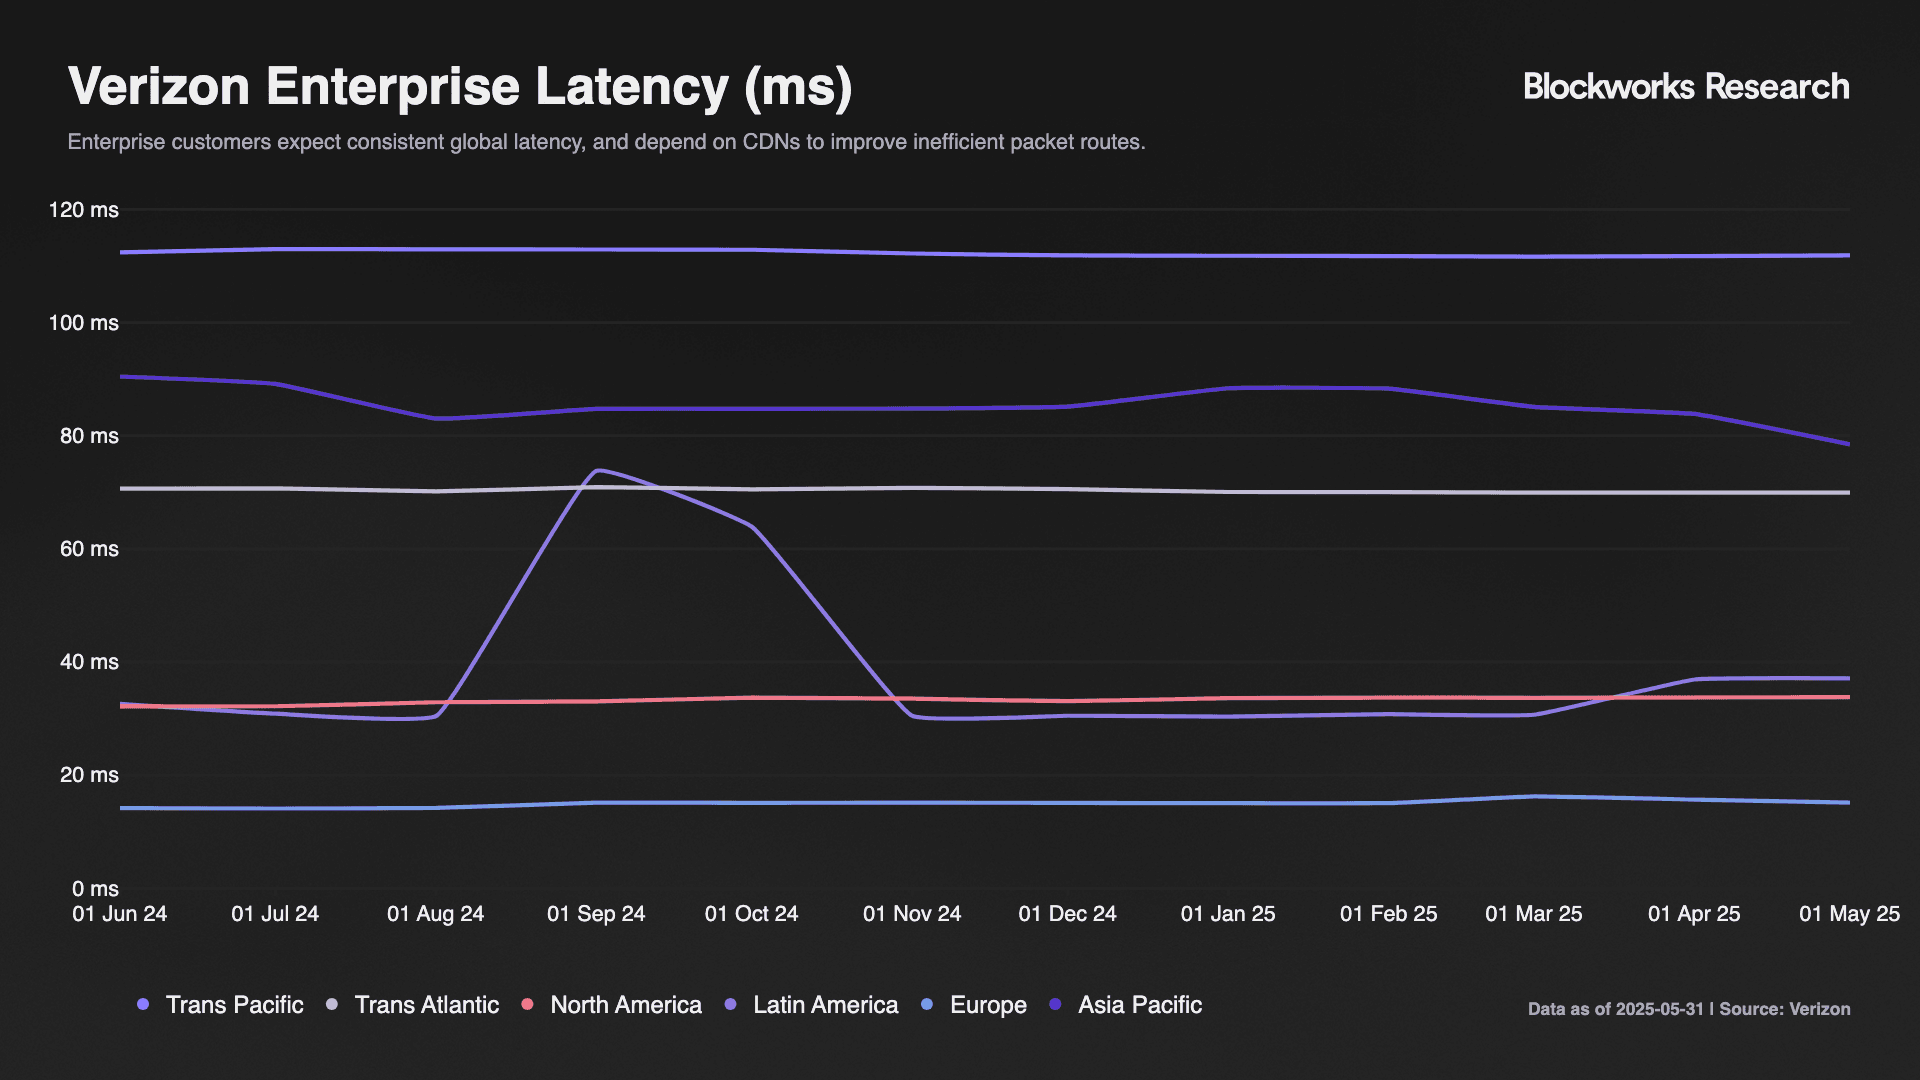 Verizon Enterprise Latency (ms)
Blockworks Research
Enterprise customers expect consistent global latency, and depend on CDNs to improve inefficient packet routes.
120 ms
100 ms
80 ms
60 ms
40 ms
20 ms
0 ms
01 Jun 24 01 Jul 24 01 Aug 24 01 Sep 24 01 Oct 24 01 Nov 24 01 Dec 24 01 Jan 25 01 Feb 25 01 Mar 25 01 Apr 25 01 May 25
Trans Pacific Trans Atlantic North America Latin America Europe Asia Pacific
Data as of 2025-05-31 | Source: Verizon